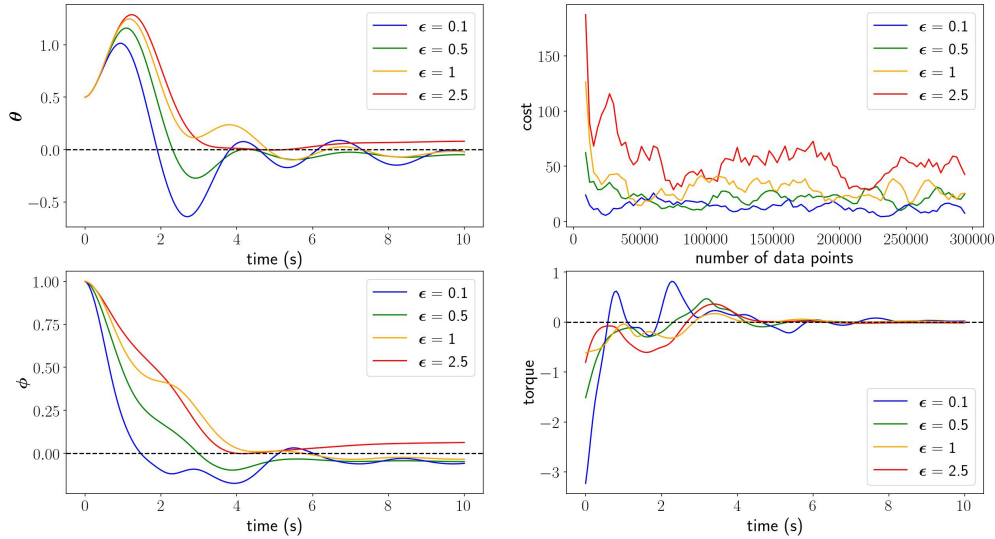 1.0
0.5
0.0
−0.5
θ
0 2 4 6 8 10
time (s)
ϵ = 0.1
ϵ = 0.5
ϵ = 1
ϵ = 2.5
150
100
50
0
cost
0 50000 100000 150000 200000 250000 300000
number of data points
ϵ = 0.1
ϵ = 0.5
ϵ = 1
ϵ = 2.5
1.00
0.75
0.50
0.25
0.00
ϕ
0 2 4 6 8 10
time (s)
ϵ = 0.1
ϵ = 0.5
ϵ = 1
ϵ = 2.5
1
0
−1
−2
−3
torque
0 2 4 6 8 10
time (s)
ϵ = 0.1
ϵ = 0.5
ϵ = 1
ϵ = 2.5